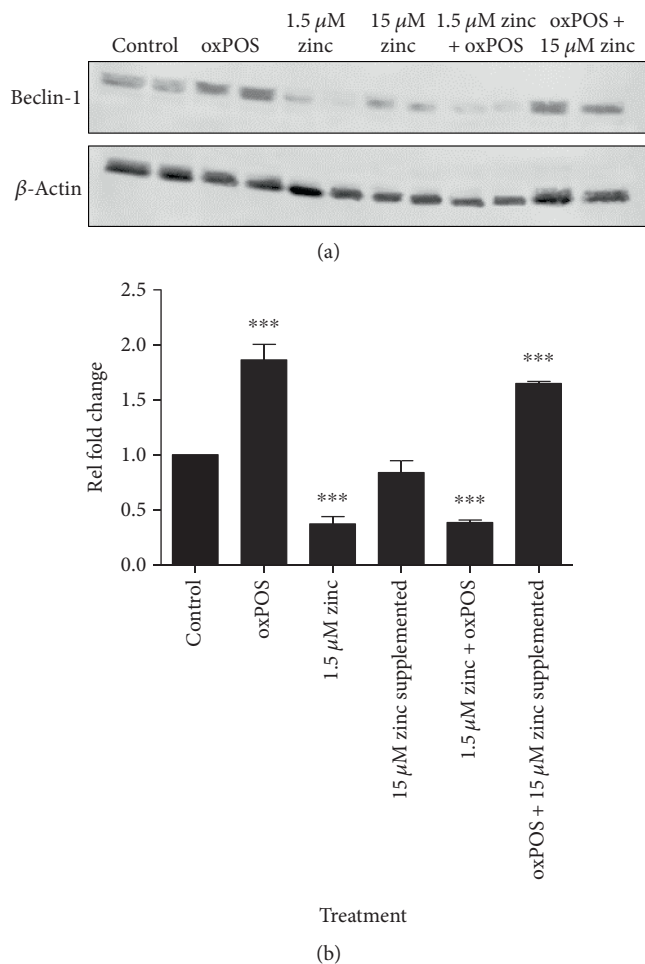 Control
oxPOS
1.5 μM
zinc
15 μM
zinc
1.5 μM zinc
+ oxPOS
oxPOS +
15 μM zinc
Beclin-1
β-Actin
(a)
2.5
2.0
1.5
1.0
0.5
0.0
Rel fold change
***
***
***
***
Control
oxPOS
1.5 μM zinc
15 μM zinc supplemented
1.5 μM zinc + oxPOS
oxPOS + 15 μM zinc supplemented
Treatment
(b)